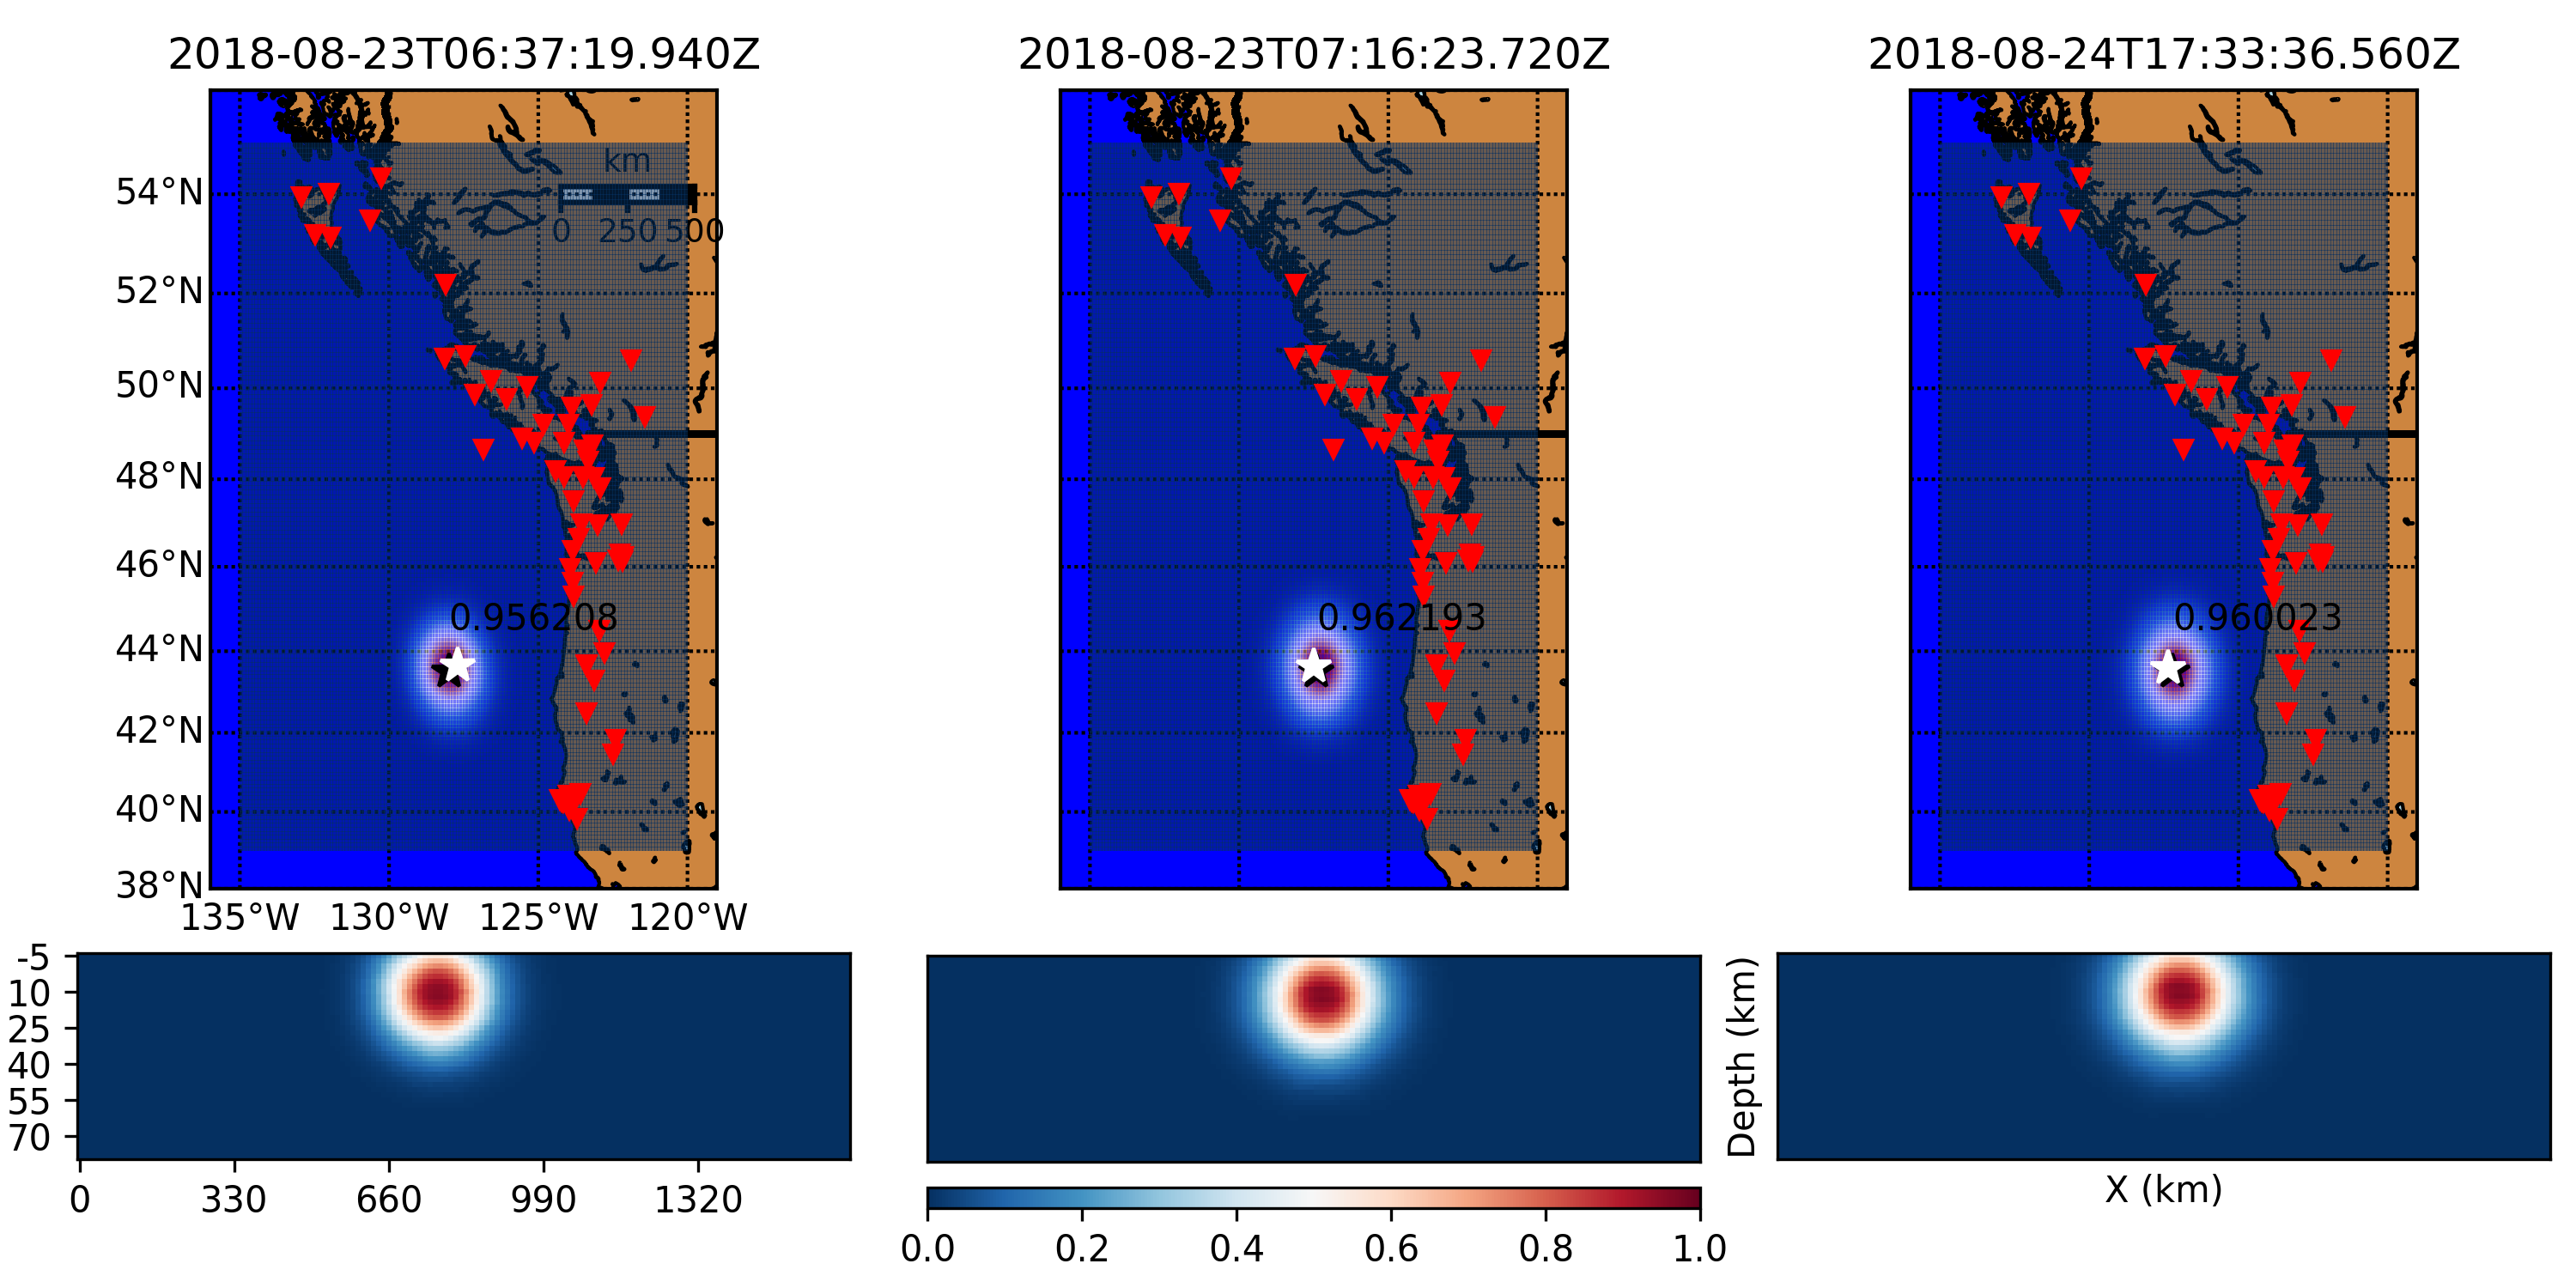 2018-08-23T06:37:19.940Z
2018-08-23T07:16:23.720Z
2018-08-24T17:33:36.560Z
km
0 250 500
54°N
52°N
50°N
48°N
46°N
44°N
42°N
40°N
38°N
135°W 130°W 125°W 120°W
0.956208
0.962193
0.960023
-5
10
25
40
55
70
0 330 660 990 1320
Depth (km)
X (km)
0.0 0.2 0.4 0.6 0.8 1.0